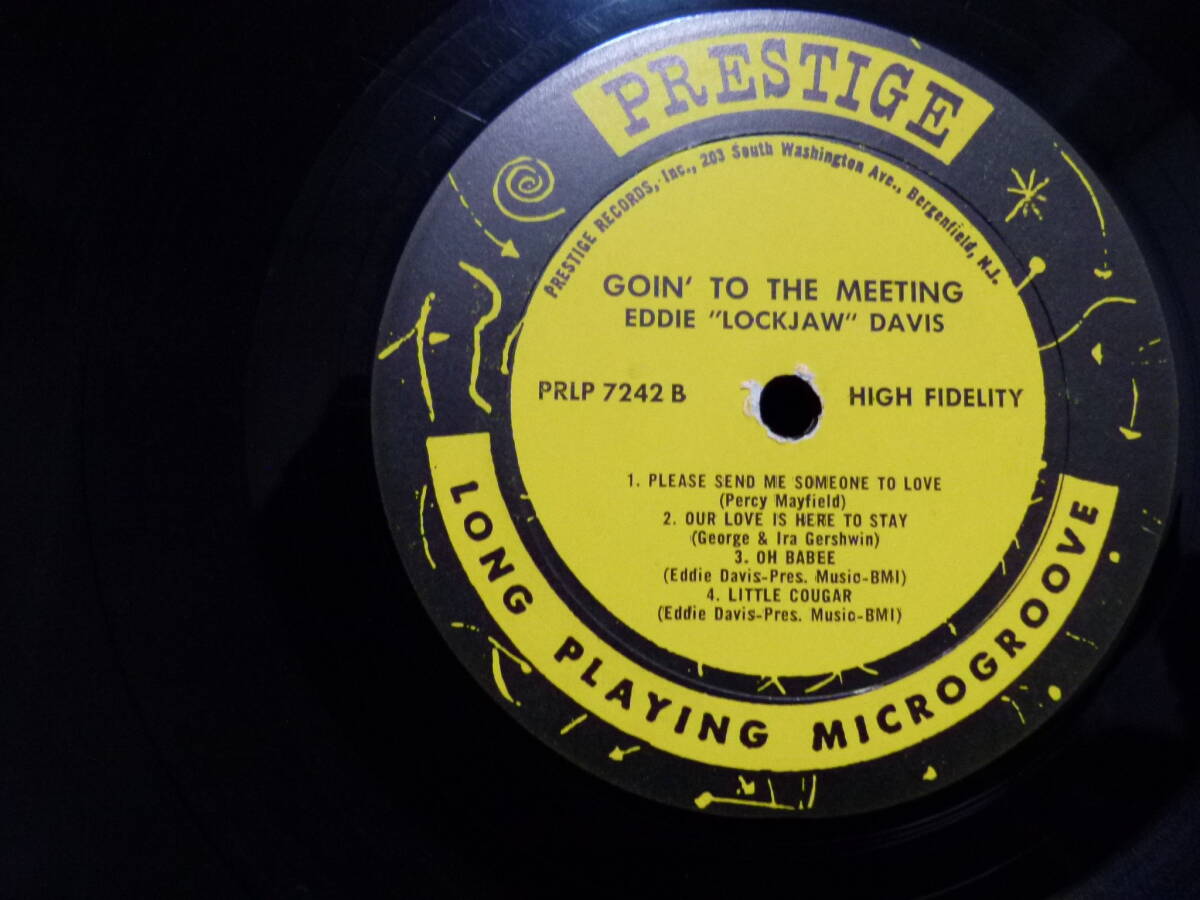 PRESTIGE
PRESTIGE RECORDS, Inc., 203 South Washington Ave., Bergenfield, N.J.
GOIN' TO THE MEETING
EDDIE "LOCKJAW" DAVIS
PRLP 7242 B HIGH FIDELITY
1. PLEASE SEND ME SOMEONE TO LOVE
(Percy Mayfield)
2. OUR LOVE IS HERE TO STAY
(George & Ira Gershwin)
3. OH BABEE
(Eddie Davis-Pres. Music-BMI)
4. LITTLE COUGAR
(Eddie Davis-Pres. Music-BMI)
LONG PLAYING MICROGROOVE